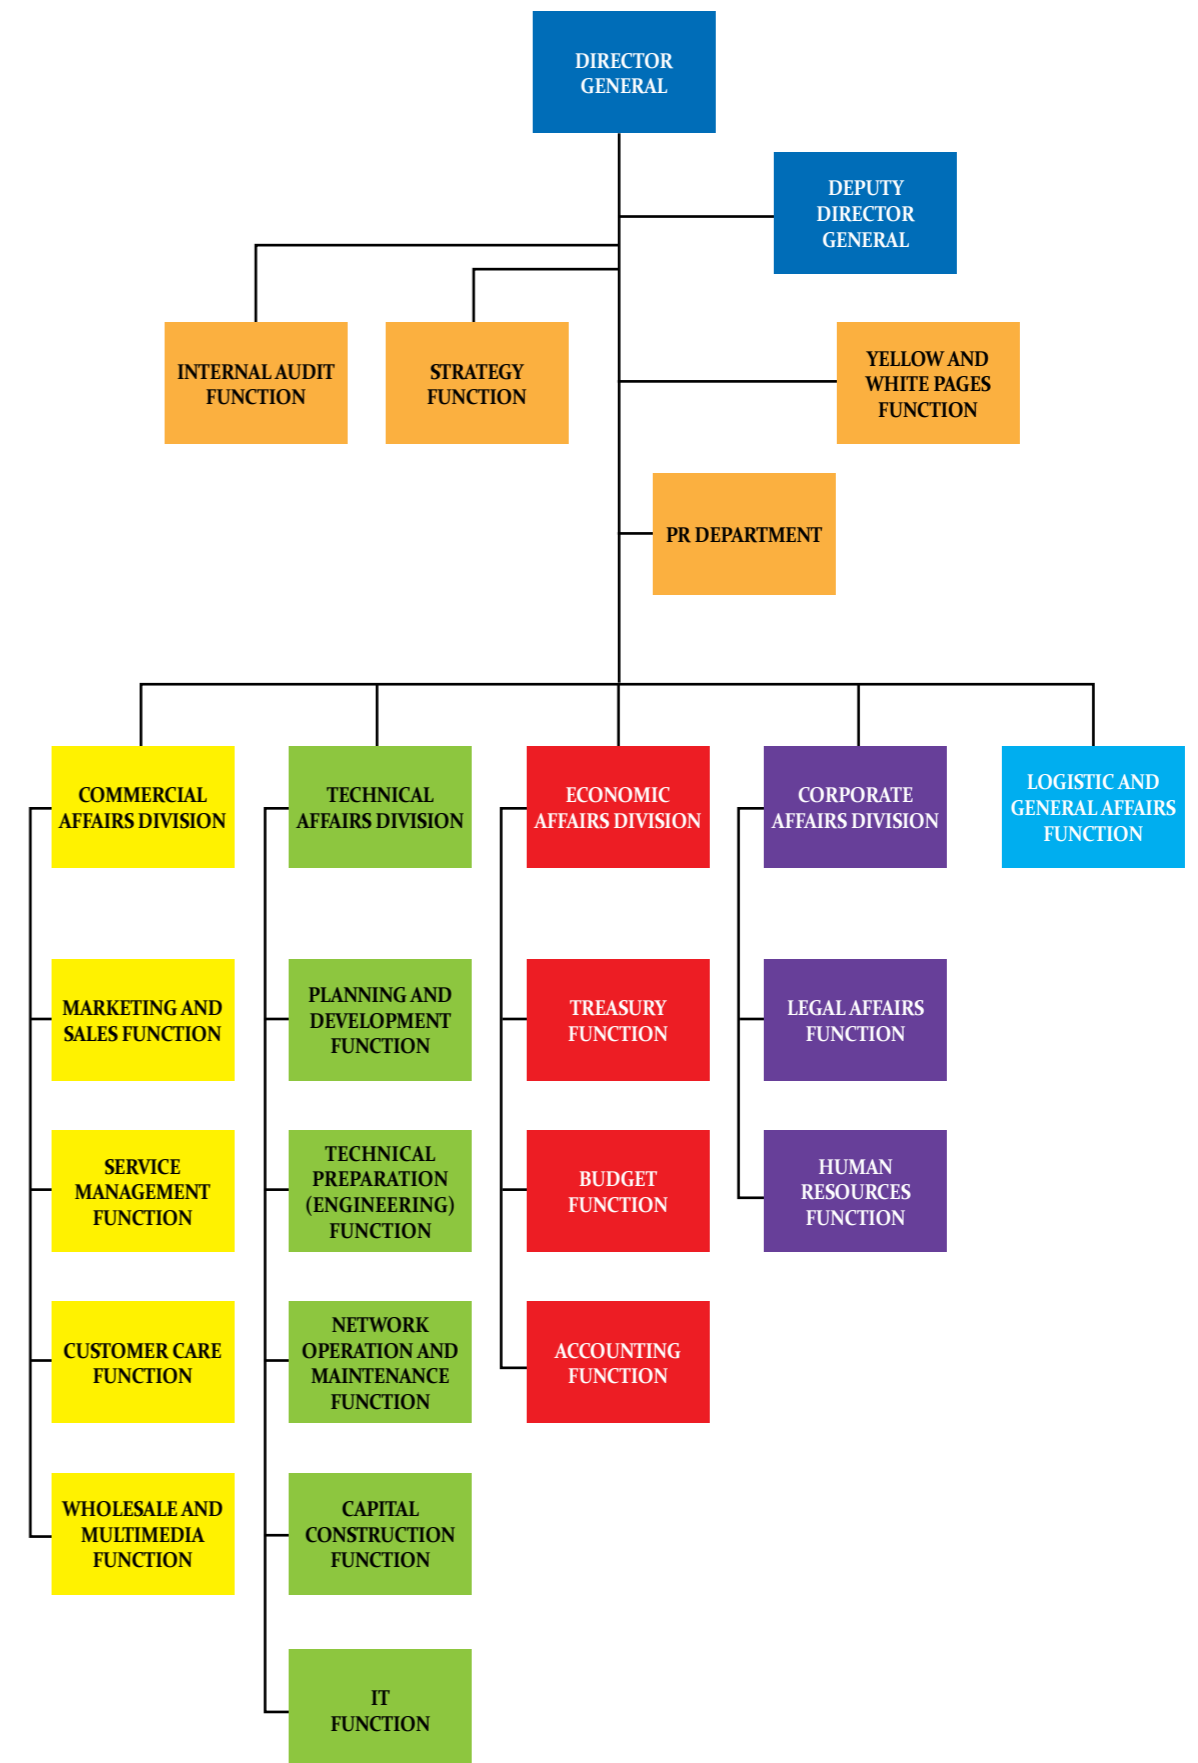 DIRECTOR
GENERAL
DEPUTY
DIRECTOR
GENERAL
INTERNAL AUDIT
FUNCTION
STRATEGY
FUNCTION
YELLOW AND
WHITE PAGES
FUNCTION
PR DEPARTMENT
COMMERCIAL
AFFAIRS DIVISION
TECHNICAL
AFFAIRS DIVISION
ECONOMIC
AFFAIRS DIVISION
CORPORATE
AFFAIRS DIVISION
LOGISTIC AND
GENERAL AFFAIRS
FUNCTION
MARKETING AND
SALES FUNCTION
PLANNING AND
DEVELOPMENT
FUNCTION
TREASURY
FUNCTION
LEGAL AFFAIRS
FUNCTION
SERVICE
MANAGEMENT
FUNCTION
TECHNICAL
PREPARATION
(ENGINEERING)
FUNCTION
BUDGET
FUNCTION
HUMAN
RESOURCES
FUNCTION
CUSTOMER CARE
FUNCTION
NETWORK
OPERATION AND
MAINTENANCE
FUNCTION
ACCOUNTING
FUNCTION
WHOLESALE AND
MULTIMEDIA
FUNCTION
CAPITAL
CONSTRUCTION
FUNCTION
IT
FUNCTION